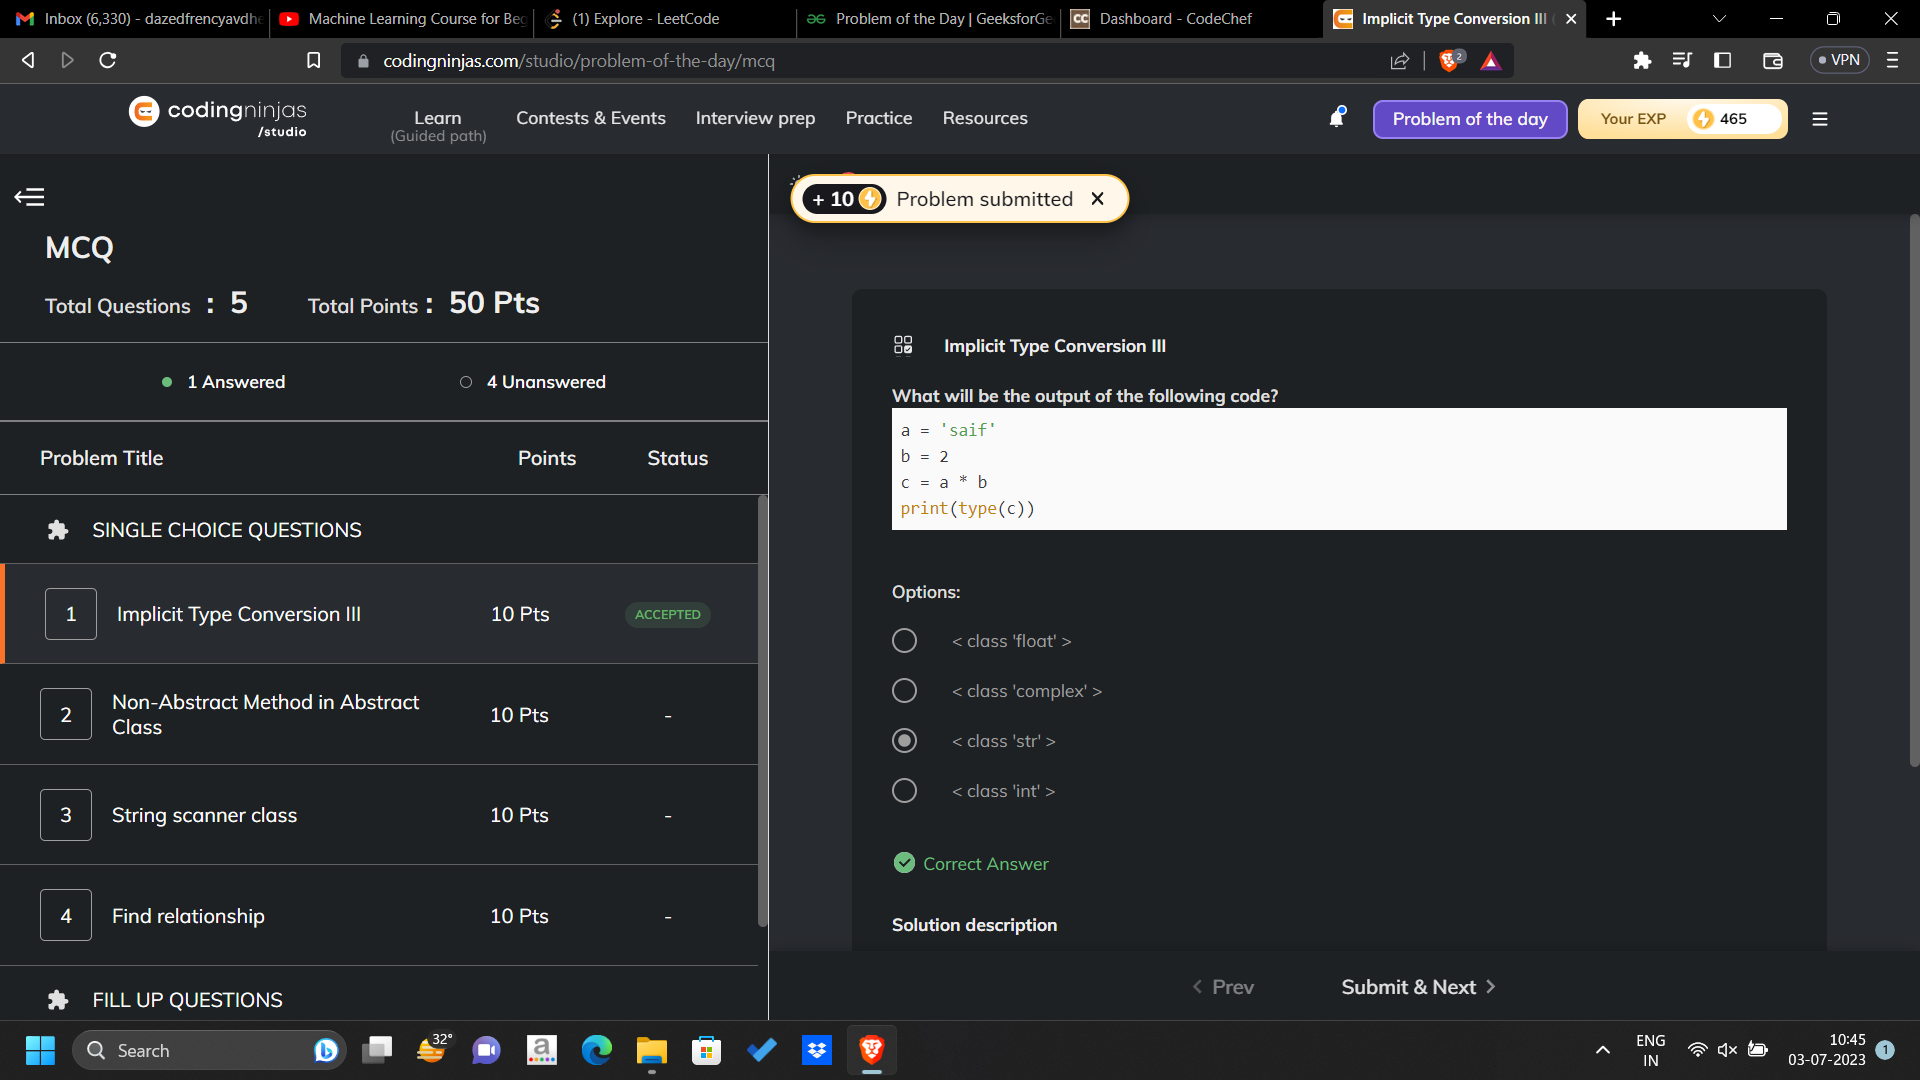 Inbox (6,330) - dazedfrencyavdhe
Machine Learning Course for Beg
(1) Explore - LeetCode
Problem of the Day | GeeksforGe
CC Dashboard - CodeChef
Implicit Type Conversion III
codingninjas.com/studio/problem-of-the-day/mcq
2
VPN
codingninjas
/studio
Learn
(Guided path)
Contests & Events
Interview prep
Practice
Resources
Problem of the day
Your EXP 465
+ 10 Problem submitted
MCQ
Total Questions : 5 Total Points : 50 Pts
1 Answered 4 Unanswered
Problem Title Points Status
SINGLE CHOICE QUESTIONS
1 Implicit Type Conversion III 10 Pts ACCEPTED
2 Non-Abstract Method in Abstract Class 10 Pts -
3 String scanner class 10 Pts -
4 Find relationship 10 Pts -
FILL UP QUESTIONS
Implicit Type Conversion III
What will be the output of the following code?
a = 'saif'
b = 2
c = a * b
print(type(c))
Options:
< class 'float' >
< class 'complex' >
< class 'str' >
< class 'int' >
Correct Answer
Solution description
Prev Submit & Next
Search
32°
a
ENG
IN
10:45
03-07-2023
1